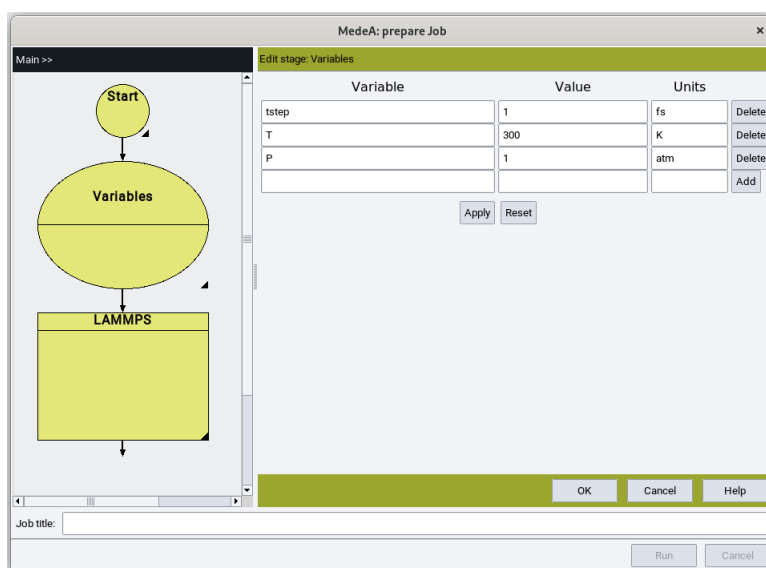 MedeA: prepare Job
×
Main >>
Edit stage: Variables
Start
Variables
LAMMPS
Variable Value Units
tstep 1 fs Delete
T 300 K Delete
P 1 atm Delete
Add
Apply Reset
OK Cancel Help
Job title:
Run Cancel